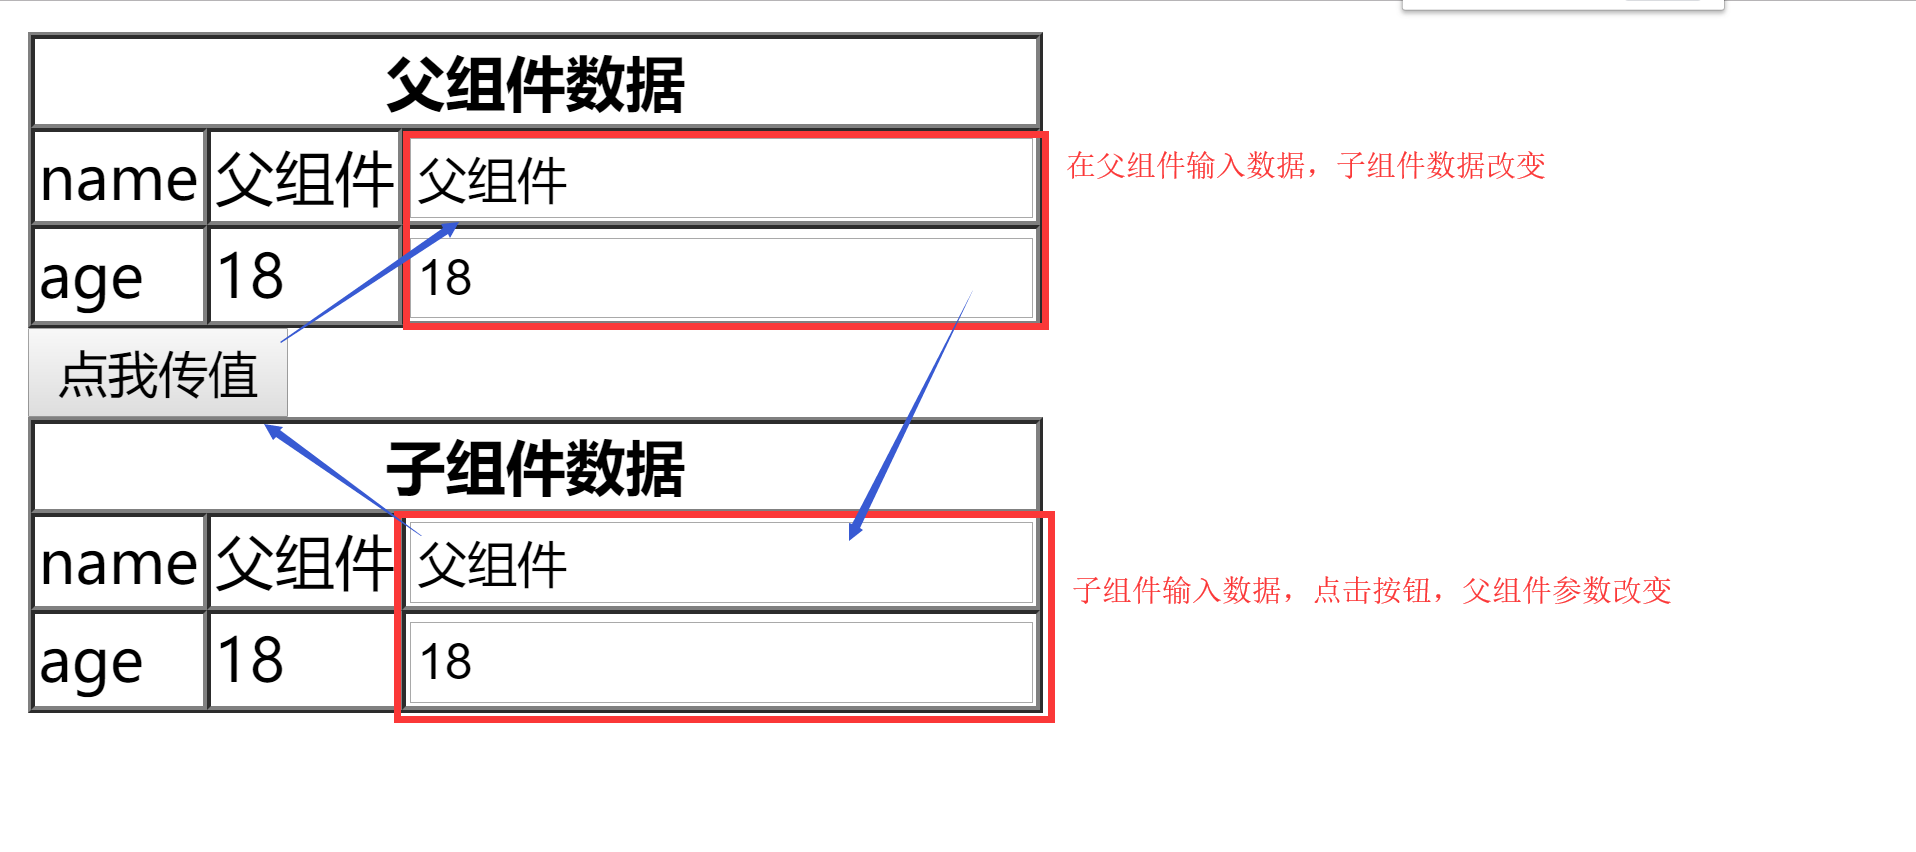 父组件数据
name 父组件 父组件
在父组件输入数据，子组件数据改变
age 18 18
点我传值
子组件数据
name 父组件 父组件
子组件输入数据，点击按钮，父组件参数改变
age 18 18